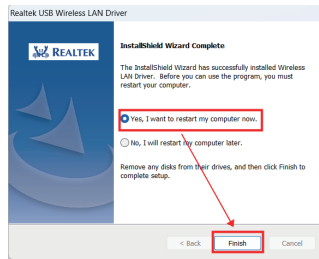 Realtek USB Wireless LAN Driver
REALTEK
InstallShield Wizard Complete
The InstallShield Wizard has successfully installed Wireless
LAN Driver. Before you can use the program, you must
restart your computer.
Yes, I want to restart my computer now.
No, I will restart my computer later.
Remove any disks from their drives, and then click Finish to
complete setup.
< Back
Finish
Cancel